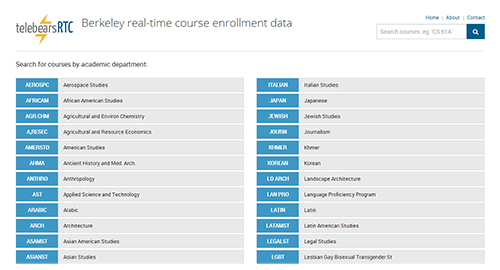 Home | About | Contact
telebearsRTC
Berkeley real-time course enrollment data
Search courses eg. 'CS 61A'
Search for courses by academic department:
AEROSPC Aerospace Studies
AFRICAM African American Studies
AGR CHM Agricultural and Environ Chemistry
A,RESEC Agricultural and Resource Economics
AMERSTD American Studies
AHMA Ancient History and Med. Arch.
ANTHRO Anthropology
AST Applied Science and Technology
ARABIC Arabic
ARCH Architecture
ASAMST Asian American Studies
ASIANST Asian Studies
ITALIAN Italian Studies
JAPAN Japanese
JEWISH Jewish Studies
JOURN Journalism
KHMER Khmer
KOREAN Korean
LD ARCH Landscape Architecture
LAN PRO Language Proficiency Program
LATIN Latin
LATAMST Latin American Studies
LEGALST Legal Studies
LGBT Lesbian Gay Bisexual Transgender St